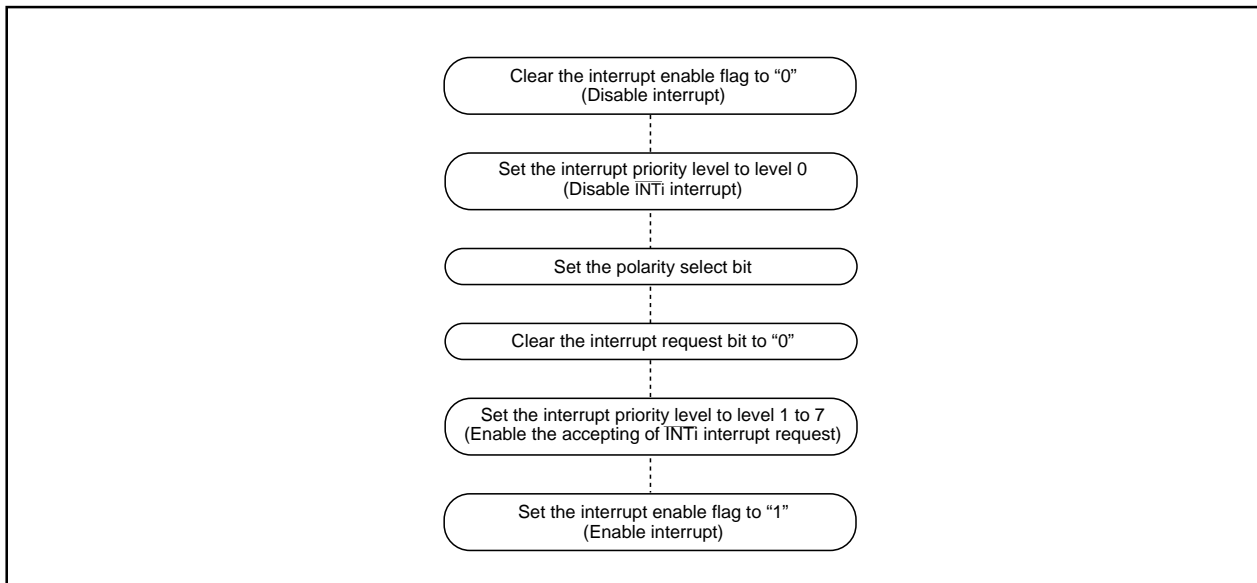 Clear the interrupt enable flag to “0”
(Disable interrupt)
Set the interrupt priority level to level 0
(Disable I̅N̅T̅i interrupt)
Set the polarity select bit
Clear the interrupt request bit to “0”
Set the interrupt priority level to level 1 to 7
(Enable the accepting of I̅N̅T̅i interrupt request)
Set the interrupt enable flag to “1”
(Enable interrupt)